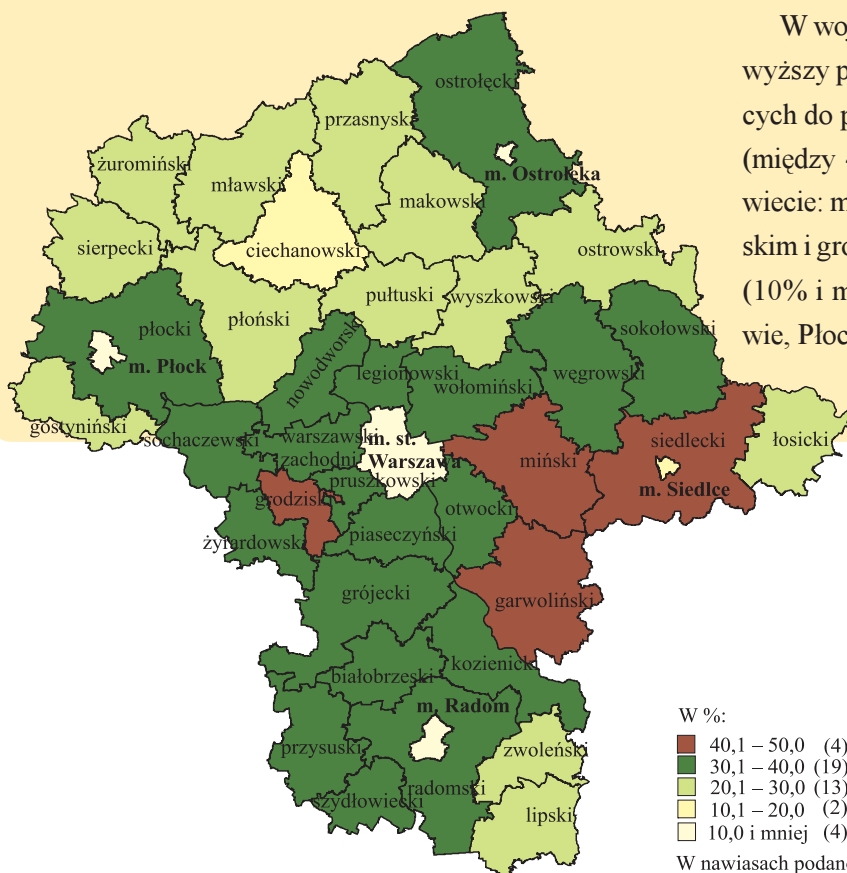 W woj
wyższy p
cych do p
(między
wiecie: m
skim i gro
(10% i m
wie, Płoc
ostrołęcki
przasnyski
żuromiński
mławski
m. Ostrołęka
makowski
sierpecki
ciechanowski
ostrowski
pułtuski
wyszkowski
płocki
płoński
sokołowski
nowodworski
m. Płock
legionowski
wołomiński
węgrowski
gostyniński
sochaczewski
warszawski
zachodni
m. st.
Warszawa
miński
siedlecki
łosicki
pruszkowski
m. Siedlce
grodziski
otwocki
żyrardowski
piaseczyński
grójecki
garwoliński
białobrzeski
kozienicki
m. Radom
przysuski
zwoleński
szydłowiecki
radomski
lipski
W %:
40,1 – 50,0 (4)
30,1 – 40,0 (19)
20,1 – 30,0 (13)
10,1 – 20,0 (2)
10,0 i mniej (4)
W nawiasach podano